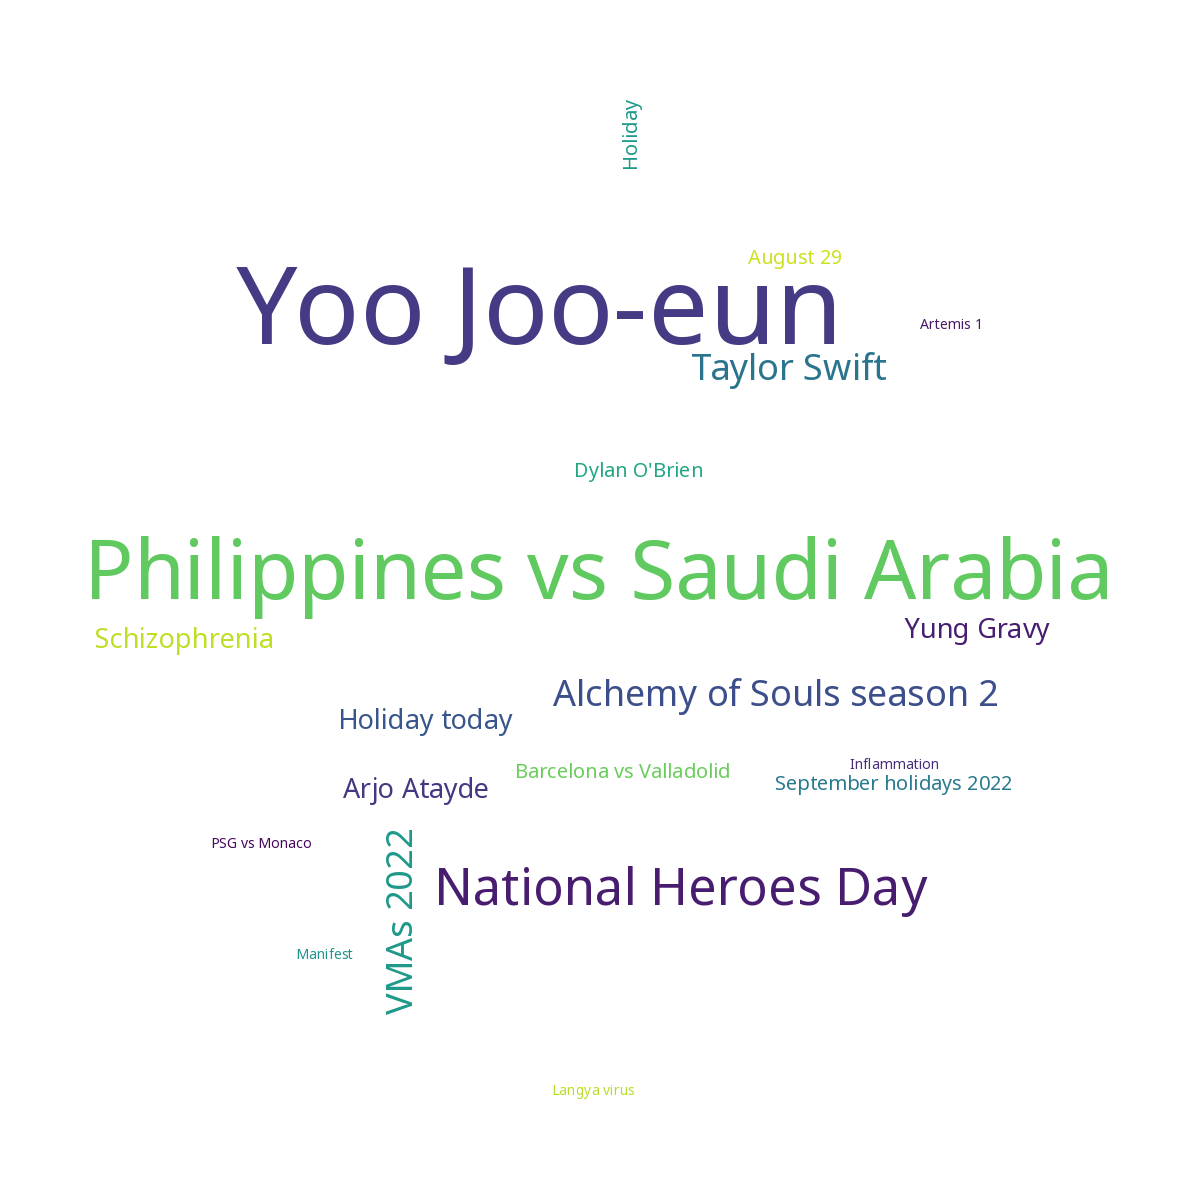 Holiday
August 29
Yoo Joo-eun
Artemis 1
Taylor Swift
Dylan O'Brien
Philippines vs Saudi Arabia
Yung Gravy
Schizophrenia
Alchemy of Souls season 2
Holiday today
Inflammation
Barcelona vs Valladolid
September holidays 2022
Arjo Atayde
PSG vs Monaco
VMAs 2022
National Heroes Day
Manifest
Langya virus